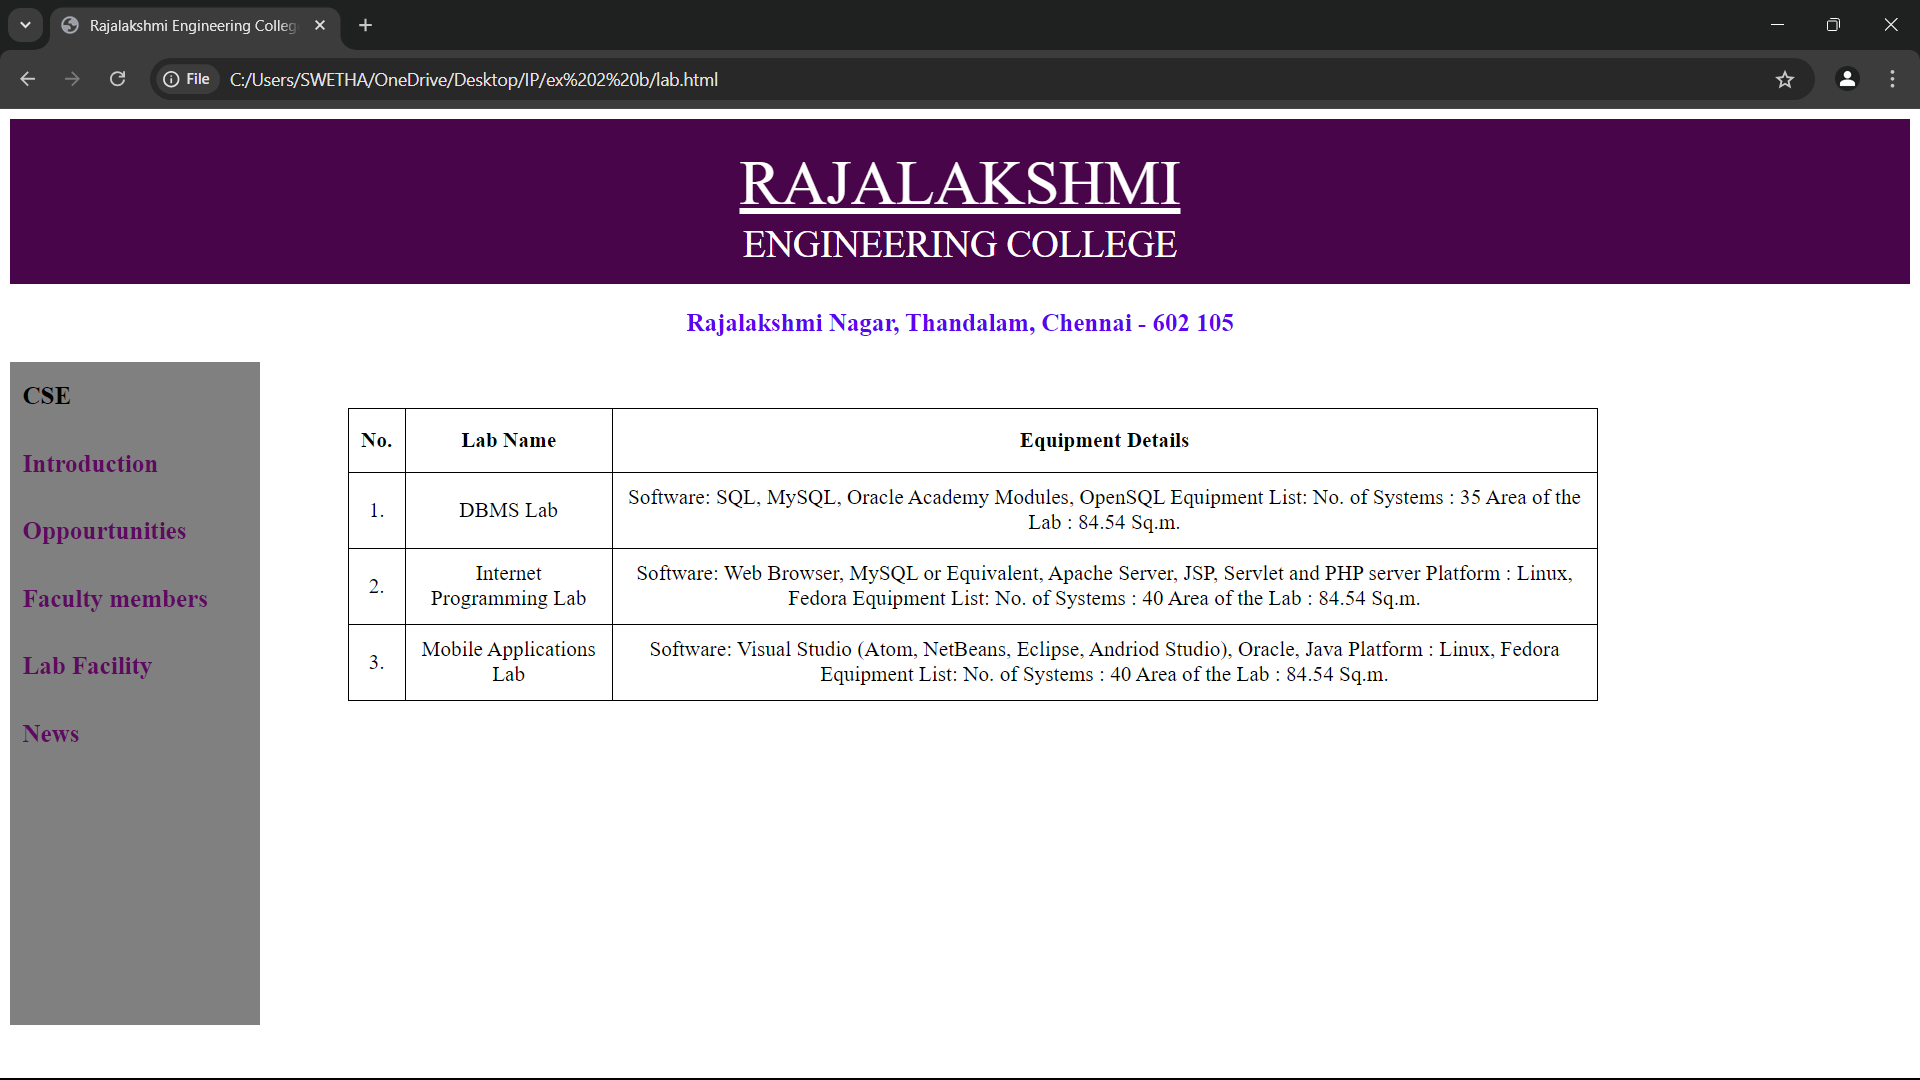 Rajalakshmi Engineering Colleg
File C:/Users/SWETHA/OneDrive/Desktop/IP/ex%202%20b/lab.html
RAJALAKSHMI
ENGINEERING COLLEGE
Rajalakshmi Nagar, Thandalam, Chennai - 602 105
CSE
Introduction
Oppourtunities
Faculty members
Lab Facility
News
No. Lab Name Equipment Details
1. DBMS Lab Software: SQL, MySQL, Oracle Academy Modules, OpenSQL Equipment List: No. of Systems : 35 Area of the
Lab : 84.54 Sq.m.
2. Internet
Programming Lab
Software: Web Browser, MySQL or Equivalent, Apache Server, JSP, Servlet and PHP server Platform : Linux,
Fedora Equipment List: No. of Systems : 40 Area of the Lab : 84.54 Sq.m.
3. Mobile Applications
Lab
Software: Visual Studio (Atom, NetBeans, Eclipse, Andriod Studio), Oracle, Java Platform : Linux, Fedora
Equipment List: No. of Systems : 40 Area of the Lab : 84.54 Sq.m.